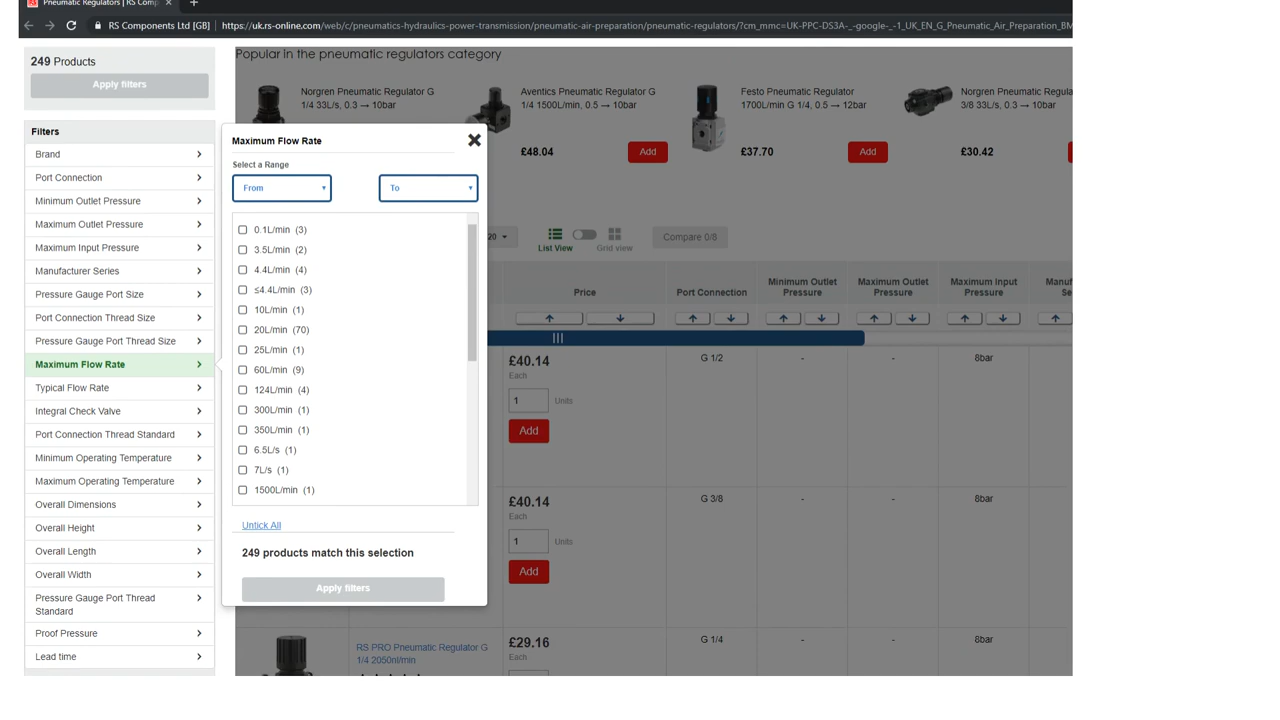 Pneumatic Regulators | RS Comp
RS Components Ltd [GB]
https://uk.rs-online.com/web/c/pneumatics-hydraulics-power-transmission/pneumatic-air-preparation/pneumatic-regulators/?cm_mmc=UK-PPC-DS3A-_-google-_-1_UK_EN_G_Pneumatic_Air_Preparation_BM
249 Products
Apply filters
Filters
Brand
Port Connection
Minimum Outlet Pressure
Maximum Outlet Pressure
Maximum Input Pressure
Manufacturer Series
Pressure Gauge Port Size
Port Connection Thread Size
Pressure Gauge Port Thread Size
Maximum Flow Rate
Typical Flow Rate
Integral Check Valve
Port Connection Thread Standard
Minimum Operating Temperature
Maximum Operating Temperature
Overall Dimensions
Overall Height
Overall Length
Overall Width
Pressure Gauge Port Thread
Standard
Proof Pressure
Lead time
Maximum Flow Rate
Select a Range
From
To
0.1L/min (3)
3.5L/min (2)
4.4L/min (4)
≤4.4L/min (3)
10L/min (1)
20L/min (70)
25L/min (1)
60L/min (9)
124L/min (4)
300L/min (1)
350L/min (1)
6.5L/s (1)
7L/s (1)
1500L/min (1)
Untick All
249 products match this selection
Apply filters
Popular in the pneumatic regulators category
Norgren Pneumatic Regulator G
1/4 33L/s, 0.3 → 10bar
Aventics Pneumatic Regulator G
1/4 1500L/min, 0.5 → 10bar
£48.04
Add
Festo Pneumatic Regulator
1700L/min G 1/4, 0.5 → 12bar
£37.70
Add
Norgren Pneumatic Regula
3/8 33L/s, 0.3 → 10bar
£30.42
20
List View
Grid view
Compare 0/8
Price
Port Connection
Minimum Outlet
Pressure
Maximum Outlet
Pressure
Maximum Input
Pressure
Manuf
Se
£40.14
Each
1
Units
Add
G 1/2
-
-
8bar
£40.14
Each
1
Units
Add
G 3/8
-
-
8bar
RS PRO Pneumatic Regulator G
1/4 2050nl/min
£29.16
Each
G 1/4
-
-
8bar